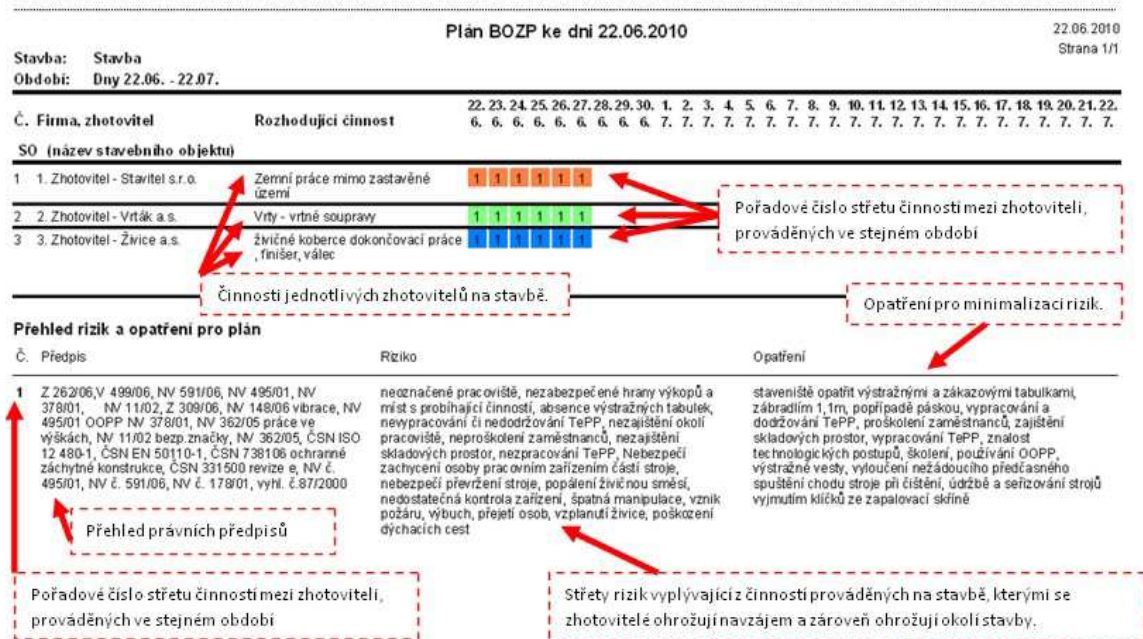 Plán BOZP ke dni 22.06.2010
22.06.2010
Strana 1/1
Stavba: Stavba
Období: Dny 22.06. - 22.07.
22. 23. 24. 25. 26. 27. 28. 29. 30. 1. 2. 3. 4. 5. 6. 7. 8. 9. 10. 11. 12. 13. 14. 15. 16. 17. 18. 19. 20. 21. 22.
Č. Firma, zhotovitel Rozhodující činnost 6. 6. 6. 6. 6. 6. 6. 6. 6. 7. 7. 7. 7. 7. 7. 7. 7. 7. 7. 7. 7. 7. 7. 7. 7. 7. 7. 7. 7. 7. 7.
SO (název stavebního objektu)
1 1. Zhotovitel - Stavitel s.r.o. Zemní práce mimo zastavěné 1 1 1 1 1 1
území
2 2. Zhotovitel - Vrták a.s. Vrty - vrtné soupravy 1 1 1 1 1 1
3 3. Zhotovitel - Živice a.s. živičné koberce dokončovací práce 1 1 1 1 1 1
, finišer, válec
Pořadové číslo střetu činností mezi zhotoviteli,
prováděných ve stejném období
Činnosti jednotlivých zhotovitelů na stavbě.
Opatření pro minimalizaci rizik.
Přehled rizik a opatření pro plán
Č. Předpis Riziko Opatření
1 Z 262/06,V 499/06, NV 591/06, NV 495/01, NV
378/01, NV 11/02, Z 309/06, NV 148/06 vibrace, NV
495/01 OOPP NV 378/01, NV 362/05 práce ve
výškách, NV 11/02 bezp.značky, NV 362/05, ČSN ISO
12 480-1, ČSN EN 50110-1, ČSN 738106 ochranné
záchytné konstrukce, ČSN 331500 revize e, NV č.
495/01, NV č. 591/06, NV č. 178/01, vyhl. č.87/2000
neoznačené pracoviště, nezabezpečené hrany výkopů a
míst s probíhající činností, absence výstražných tabulek,
nevypracování či nedodržování TePP, nezajištění okolí
pracoviště, neproškolení zaměstnanců, nezajištění
skladových prostor, nezpracování TePP, Nebezpečí
zachycení osoby pracovním zařízením částí stroje,
nebezpečí převržení stroje, popálení živičnou směsí,
nedostatečná kontrola zařízení, špatná manipulace, vznik
požáru, výbuch, přejetí osob, vzplanutí živice, poškození
dýchacích cest
staveniště opatřit výstražnými a zákazovými tabulkami,
zábradlím 1,1m, popřípadě páskou, vypracování a
dodržování TePP, proškolení zaměstnanců, zajištění
skladových prostor, vypracování TePP, znalost
technologických postupů, školení, používání OOPP,
výstražné vesty, vyloučení nežádoucího předčasného
spuštění chodu stroje při čištění, údržbě a seřizování strojů
vyjmutím klíčků ze zapalovací skříně
Přehled právních předpisů
Pořadové číslo střetu činností mezi zhotoviteli,
prováděných ve stejném období
Střety rizik vyplývající z činností prováděných na stavbě, kterými se
zhotovitelé ohrožují navzájem a zároveň ohrožují okolí stavby.